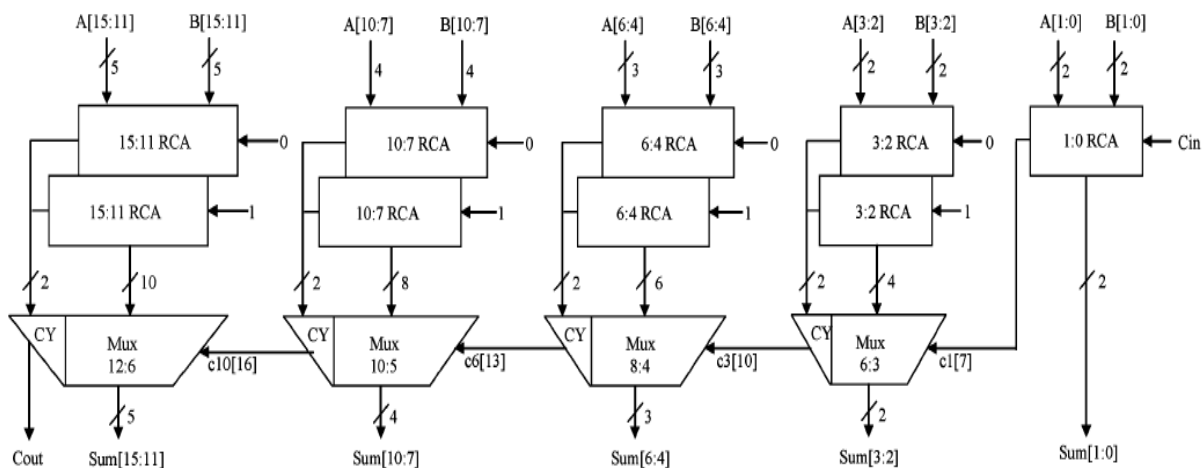 A[15:11] B[15:11] A[10:7] B[10:7] A[6:4] B[6:4] A[3:2] B[3:2] A[1:0] B[1:0]
5 5 4 4 3 3 2 2 2 2
15:11 RCA 0 10:7 RCA 0 6:4 RCA 0 3:2 RCA 0 1:0 RCA Cin
15:11 RCA 1 10:7 RCA 1 6:4 RCA 1 3:2 RCA 1
2 10 2 8 2 6 2 4 2
CY Mux CY Mux CY Mux CY Mux
12:6 c10[16] 10:5 c6[13] 8:4 c3[10] 6:3 c1[7]
5 4 3 2
Cout Sum[15:11] Sum[10:7] Sum[6:4] Sum[3:2] Sum[1:0]